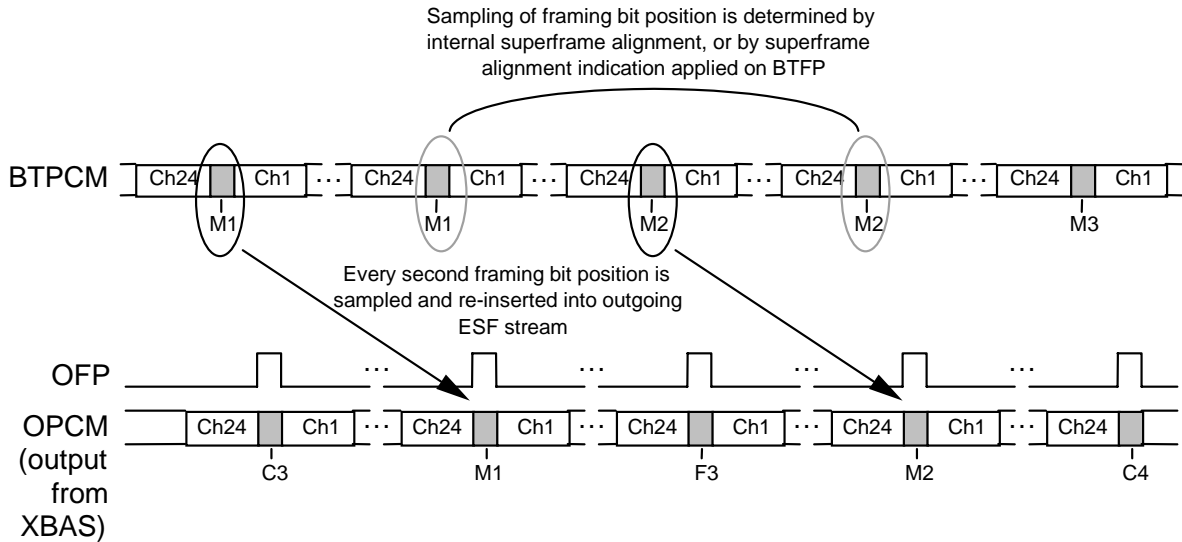 Sampling of framing bit position is determined by
internal superframe alignment, or by superframe
alignment indication applied on BTFP
BTPCM
Ch24 Ch1 ... Ch24 Ch1 ... Ch24 Ch1 ... Ch24 Ch1 ... Ch24 Ch1
M1 M1 M2 M2 M3
Every second framing bit position is
sampled and re-inserted into outgoing
ESF stream
OFP ... ... ... ...
OPCM
(output
from
XBAS)
Ch24 Ch1 ... Ch24 Ch1 ... Ch24 Ch1 ... Ch24 Ch1 ... Ch24
C3 M1 F3 M2 C4